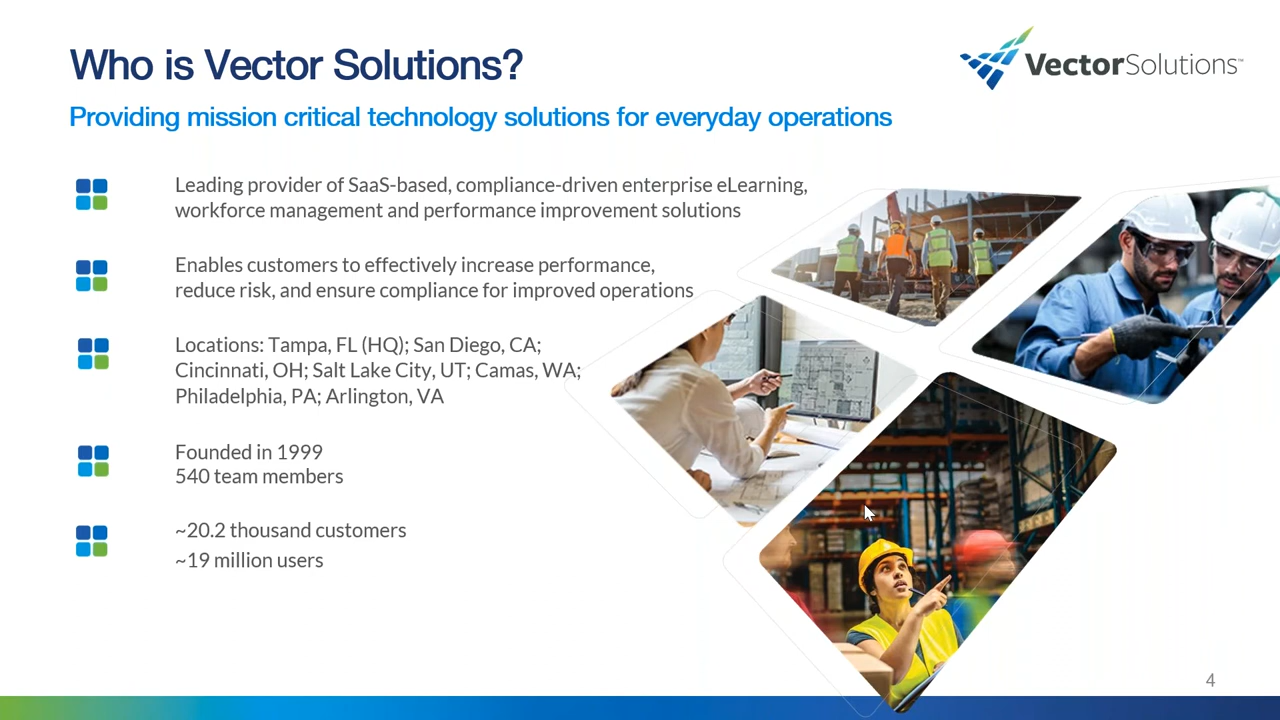 Who is Vector Solutions?
VectorSolutions™
Providing mission critical technology solutions for everyday operations
Leading provider of SaaS-based, compliance-driven enterprise eLearning,
workforce management and performance improvement solutions
Enables customers to effectively increase performance,
reduce risk, and ensure compliance for improved operations
Locations: Tampa, FL (HQ); San Diego, CA;
Cincinnati, OH; Salt Lake City, UT; Camas, WA;
Philadelphia, PA; Arlington, VA
Founded in 1999
540 team members
~20.2 thousand customers
~19 million users
4